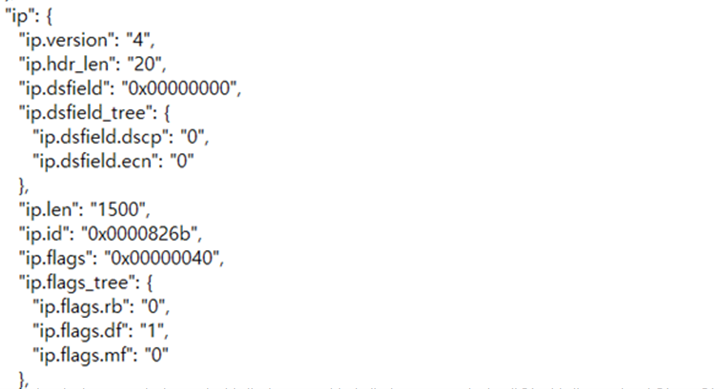 "ip": {
"ip.version": "4",
"ip.hdr_len": "20",
"ip.dsfield": "0x00000000",
"ip.dsfield_tree": {
"ip.dsfield.dscp": "0",
"ip.dsfield.ecn": "0"
},
"ip.len": "1500",
"ip.id": "0x0000826b",
"ip.flags": "0x00000040",
"ip.flags_tree": {
"ip.flags.rb": "0",
"ip.flags.df": "1",
"ip.flags.mf": "0"
},